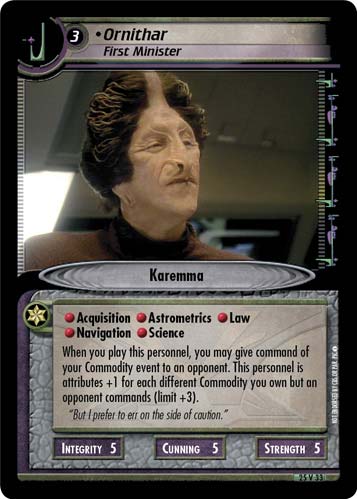 3
• Ornithar
First Minister
Karemma
Acquisition Astrometrics Law
Navigation Science
When you play this personnel, you may give command of
your Commodity event to an opponent. This personnel is
attributes +1 for each different Commodity you own but an
opponent commands (limit +3).
"But I prefer to err on the side of caution."
INTEGRITY 5 CUNNING 5 STRENGTH 5
25 V 33